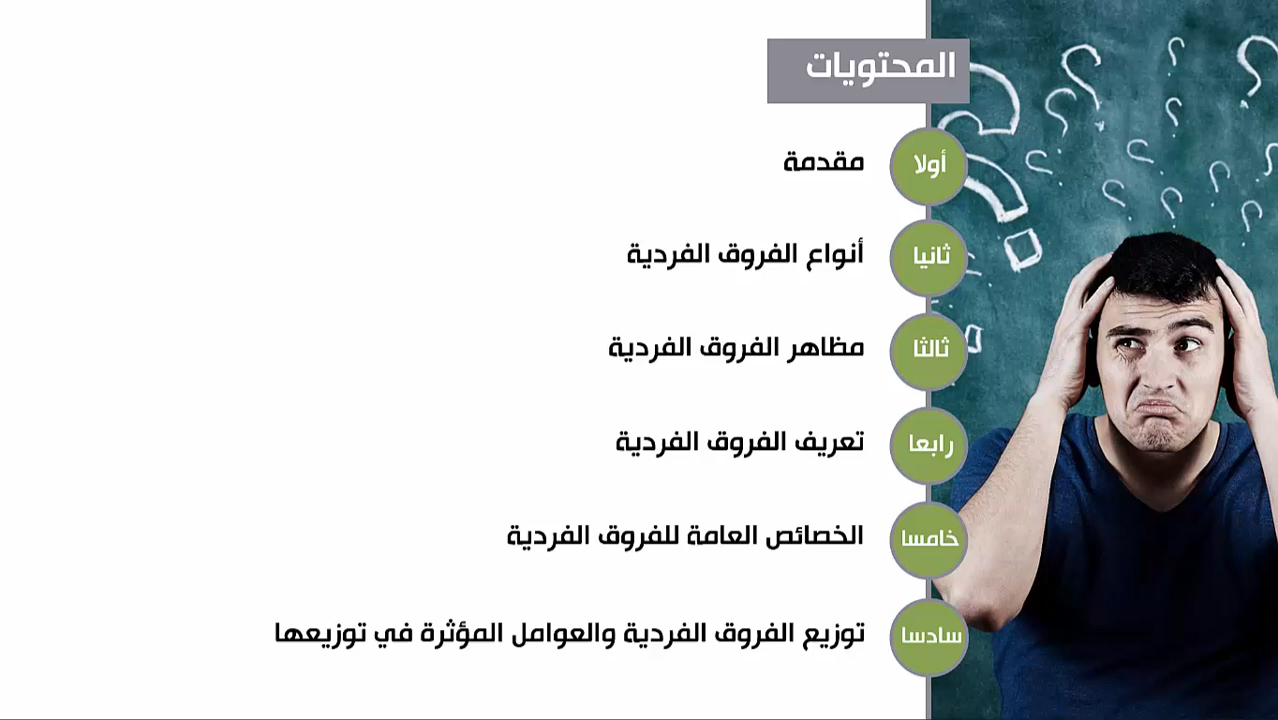 المحتويات
أولا
مقدمة
ثانيا
أنواع الفروق الفردية
ثالثا
مظاهر الفروق الفردية
رابعا
تعريف الفروق الفردية
خامسا
الخصائص العامة للفروق الفردية
سادسا
توزيع الفروق الفردية والعوامل المؤثرة في توزيعها